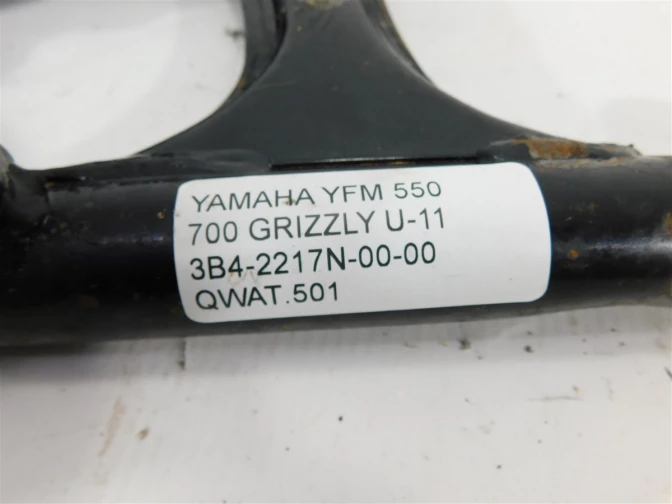 YAMAHA YFM 550
700 GRIZZLY U-11
3B4-2217N-00-00
QWAT.501